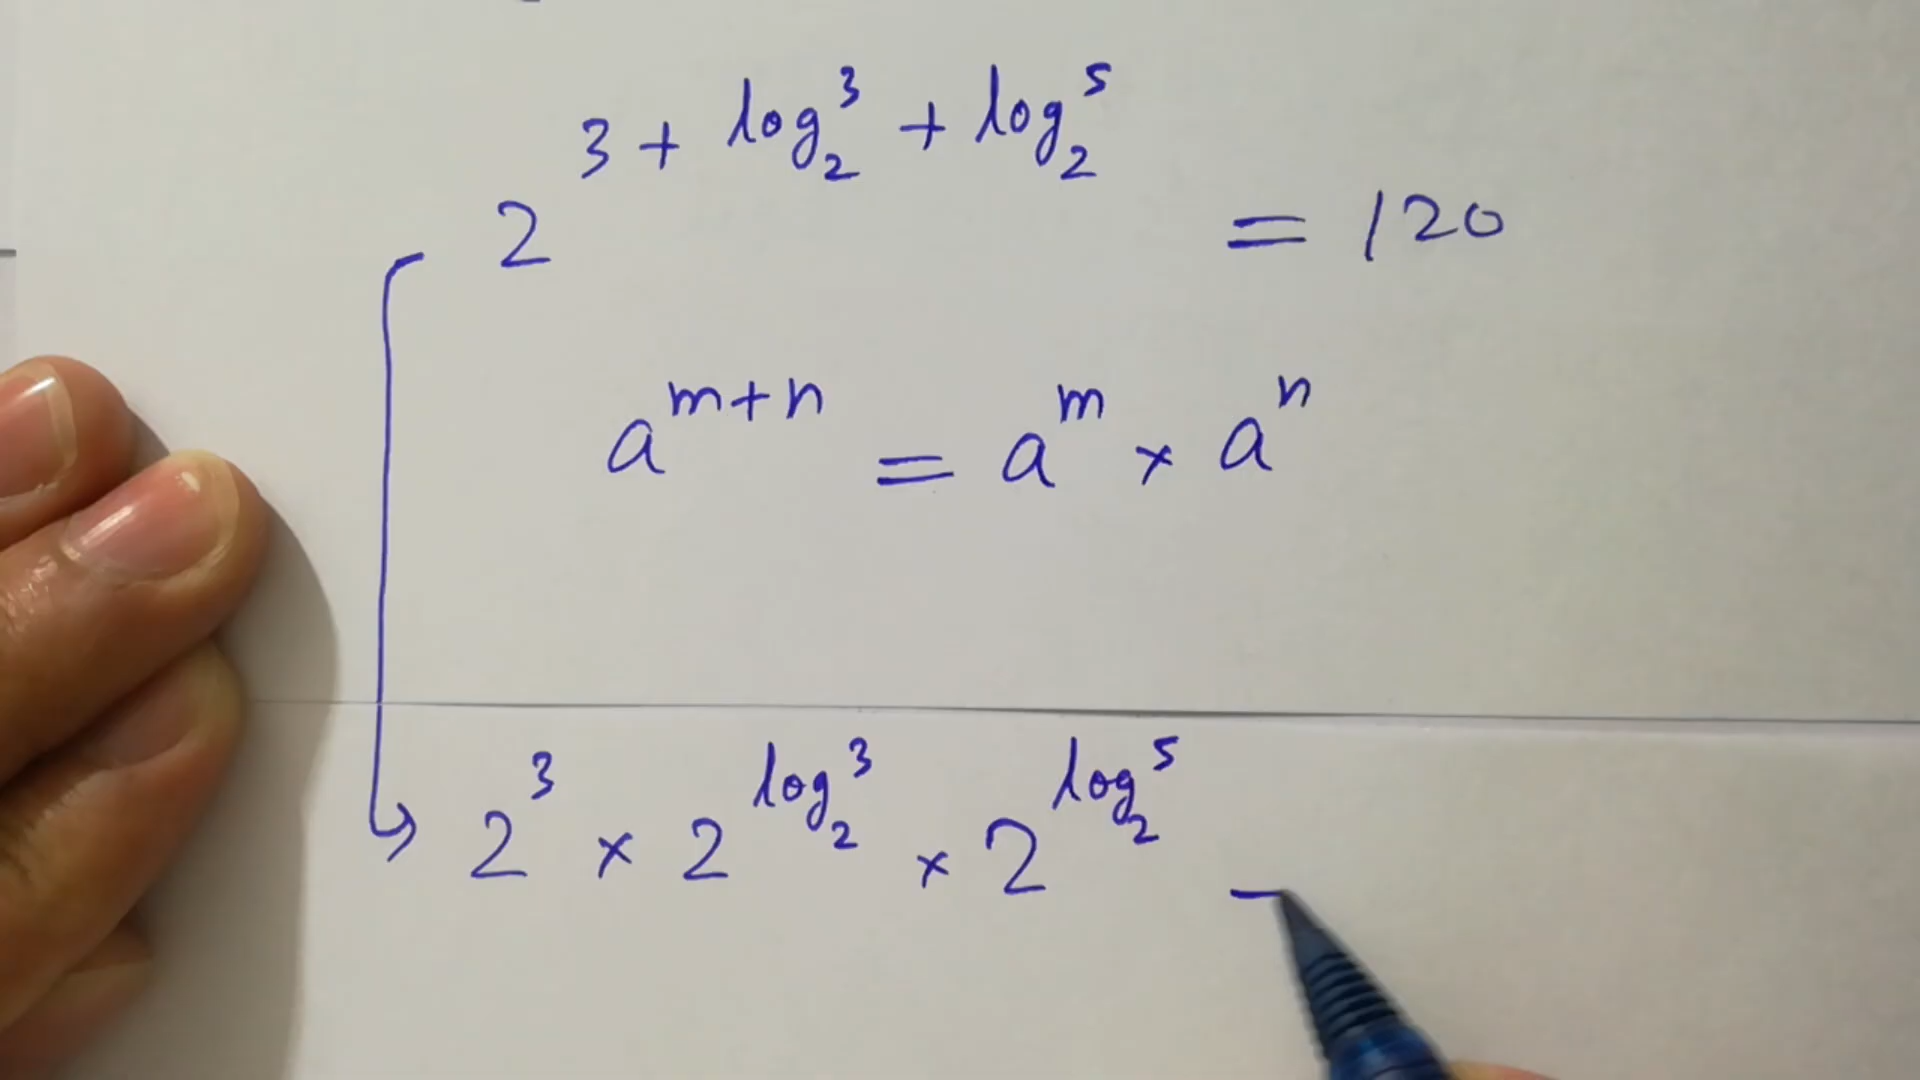 2^{3 + log_2^3 + log_2^5} = 120
a^{m+n} = a^m × a^n
2^3 × 2^{log_2^3} × 2^{log_2^5}